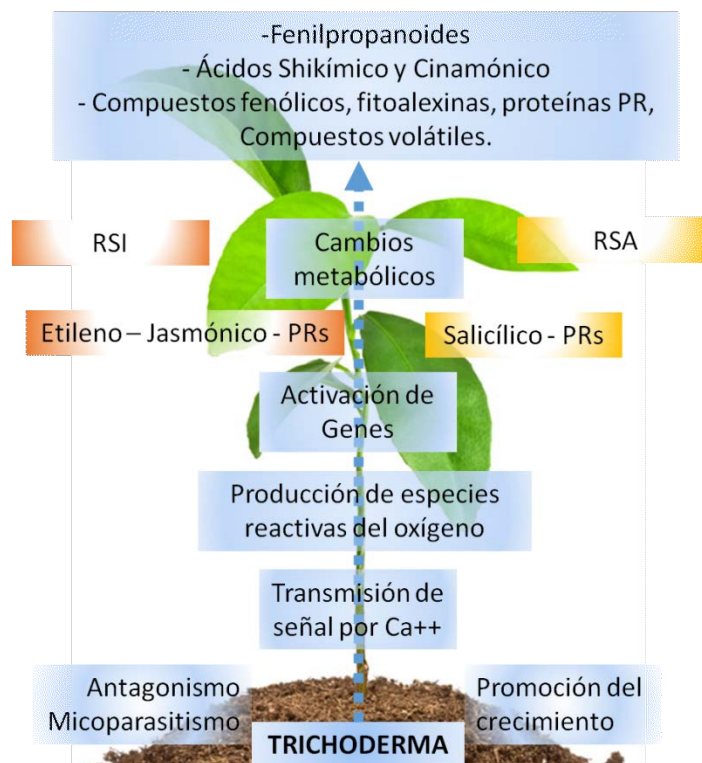 -Fenilpropanoides
- Ácidos Shikímico y Cinamónico
- Compuestos fenólicos, fitoalexinas, proteínas PR,
Compuestos volátiles.
RSI
Cambios
metabólicos
RSA
Etileno – Jasmónico - PRs
Salicílico - PRs
Activación de
Genes
Producción de especies
reactivas del oxígeno
Transmisión de
señal por Ca++
Antagonismo
Micoparasitismo
Promoción del
crecimiento
TRICHODERMA